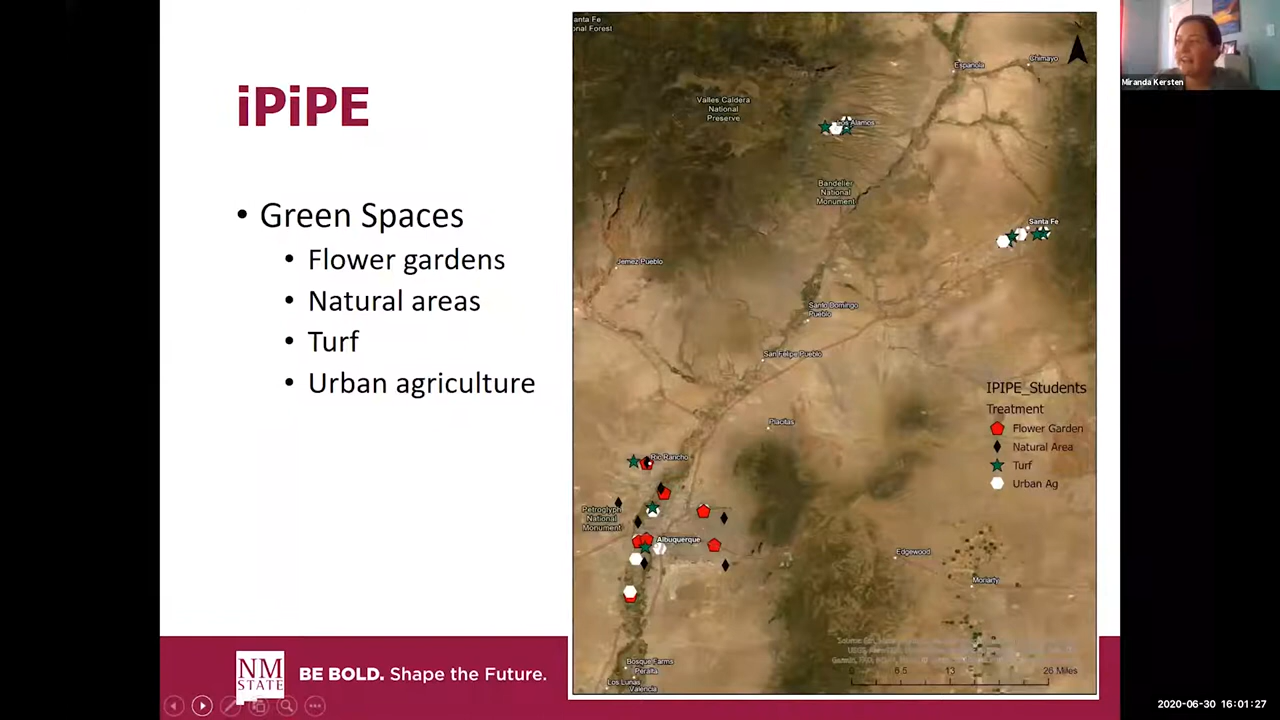 iPiPE
• Green Spaces
• Flower gardens
• Natural areas
• Turf
• Urban agriculture
Santa Fe
National Forest
Española
Chimayo
Valles Caldera
National
Preserve
Los Alamos
Bandelier
National
Monument
Santa Fe
Jemez Pueblo
Santo Domingo
Pueblo
San Felipe Pueblo
Placitas
Rio Rancho
Petroglyph
National
Monument
Albuquerque
Edgewood
Moriarty
Bosque Farms
Peralta
Los Lunas
Valencia
IPIPE_Students
Treatment
Flower Garden
Natural Area
Turf
Urban Ag
0 6.5 13 26 Miles
NM
STATE
BE BOLD. Shape the Future.
Miranda Kersten
2020-06-30 16:01:27